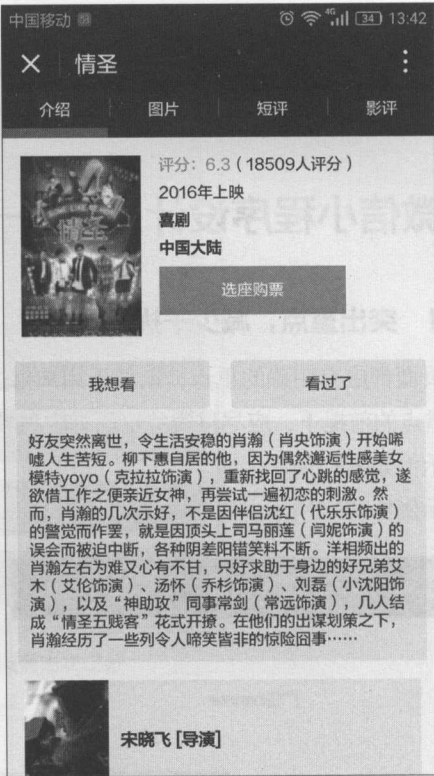 中国移动
4G
34
13:42
情圣
介绍
图片
短评
影评
情圣
评分：6.3（18509人评分）
2016年上映
喜剧
中国大陆
选座购票
我想看
看过了
好友突然离世，令生活安稳的肖瀚（肖央饰演）开始唏
嘘人生苦短。柳下惠自居的他，因为偶然邂逅性感美女
模特yoyo（克拉拉饰演），重新找回了心跳的感觉，遂
欲借工作之便亲近女神，再尝试一遍初恋的刺激。然
而，肖瀚的几次示好，不是因伴侣沈红（代乐乐饰演）
的警觉而作罢，就是因顶头上司马丽莲（闫妮饰演）的
误会而被迫中断，各种阴差阳错笑料不断。洋相频出的
肖瀚左右为难又心有不甘，只好求助于身边的好兄弟艾
木（艾伦饰演）、汤怀（乔杉饰演）、刘磊（小沈阳饰
演），以及“神助攻”同事常剑（常远饰演），几人结
成“情圣五贱客”花式开撩。在他们的出谋划策之下，
肖瀚经历了一些列令人啼笑皆非的惊险囧事……
宋晓飞 [导演]